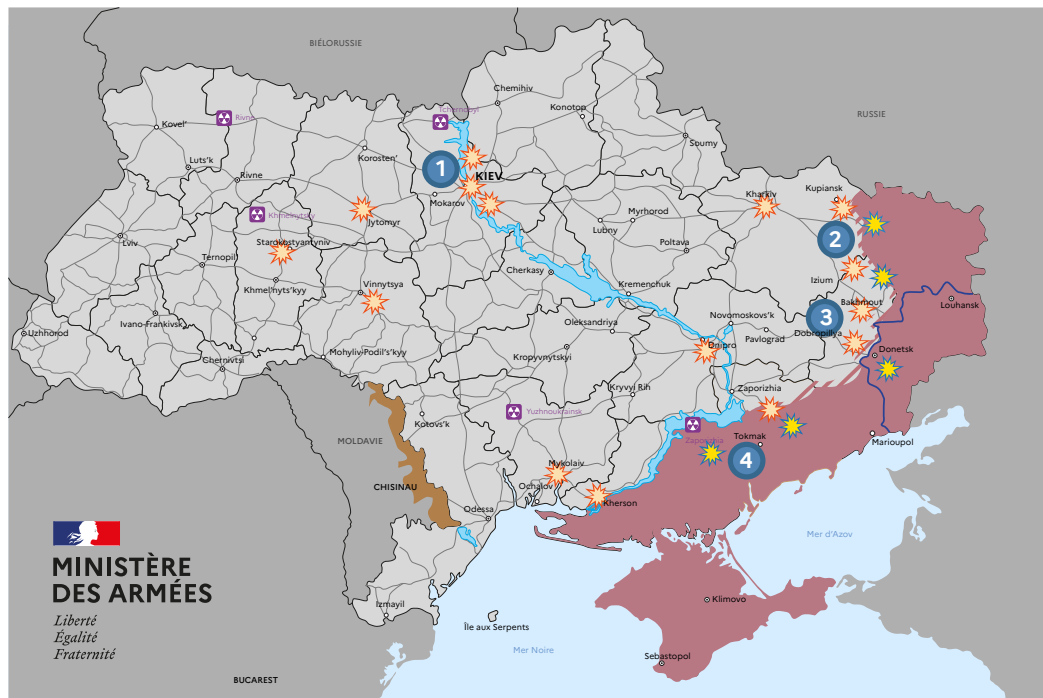 BIÉLORUSSIE
RUSSIE
Chemihiv
Tchernobyl
Konotop
Rivne
Kovel'
Soumy
Korosten'
1
KIEV
Luts'k
Rivne
Mokarov
Kharkiv
Kupiansk
Khmelnytsky
Jytomyr
Myrhorod
Lubny
Lviv
Starokostyantyniv
Poltava
2
Ternopil
Cherkasy
Izium
Khmel'nyts'kyy
Vinnytsya
Kremenchuk
Bakhmout
Louhansk
Ivano-Frankivsk
Novomoskovs'k
3
Oleksandriya
Uzhhorod
Dobropillya
Pavlograd
Dnipro
Mohyliv-Podil's'kyy
Kropyvnytskyi
Donetsk
Chernivtsi
Kryvyi Rih
Zaporizhia
Kotovs'k
Yuzhnoukrainsk
MOLDAVIE
Zaporizhia
Tokmak
Marioupol
4
Mykolaiv
CHISINAU
Ochakov
Kherson
Odessa
Mer d'Azov
MINISTÈRE
DES ARMÉES
Liberté
Égalité
Fraternité
Izmayil
Klimovo
Île aux Serpents
Mer Noire
Sebastopol
BUCAREST